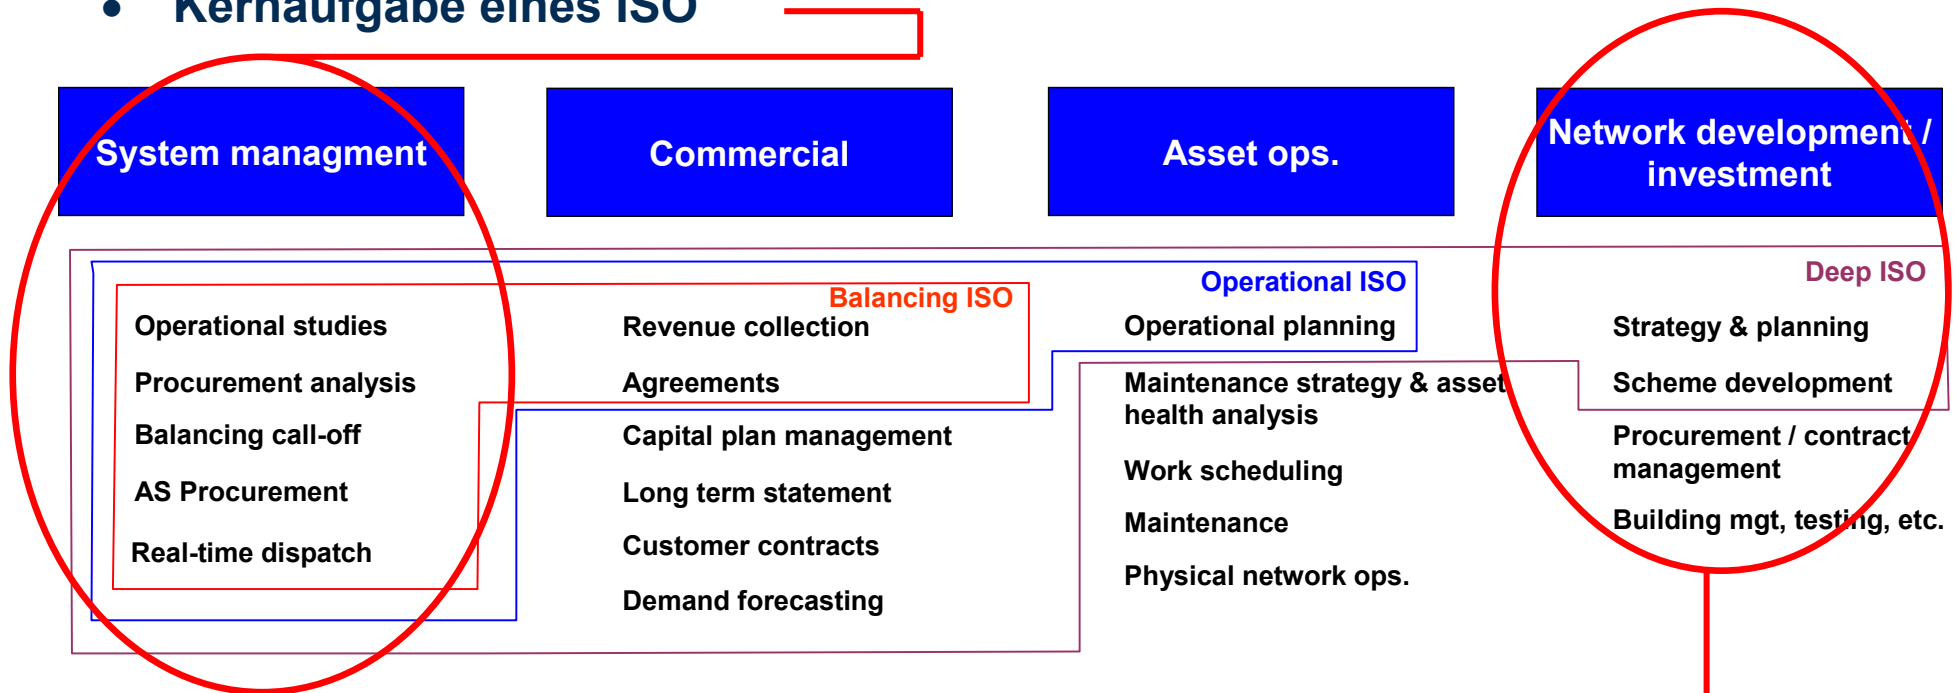 • Kernaufgabe eines ISO
System managment
Commercial
Asset ops.
Network development /
investment
Balancing ISO
Operational ISO
Deep ISO
Operational studies
Procurement analysis
Balancing call-off
AS Procurement
Real-time dispatch
Revenue collection
Agreements
Capital plan management
Long term statement
Customer contracts
Demand forecasting
Operational planning
Maintenance strategy & asset
health analysis
Work scheduling
Maintenance
Physical network ops.
Strategy & planning
Scheme development
Procurement / contract
management
Building mgt, testing, etc.